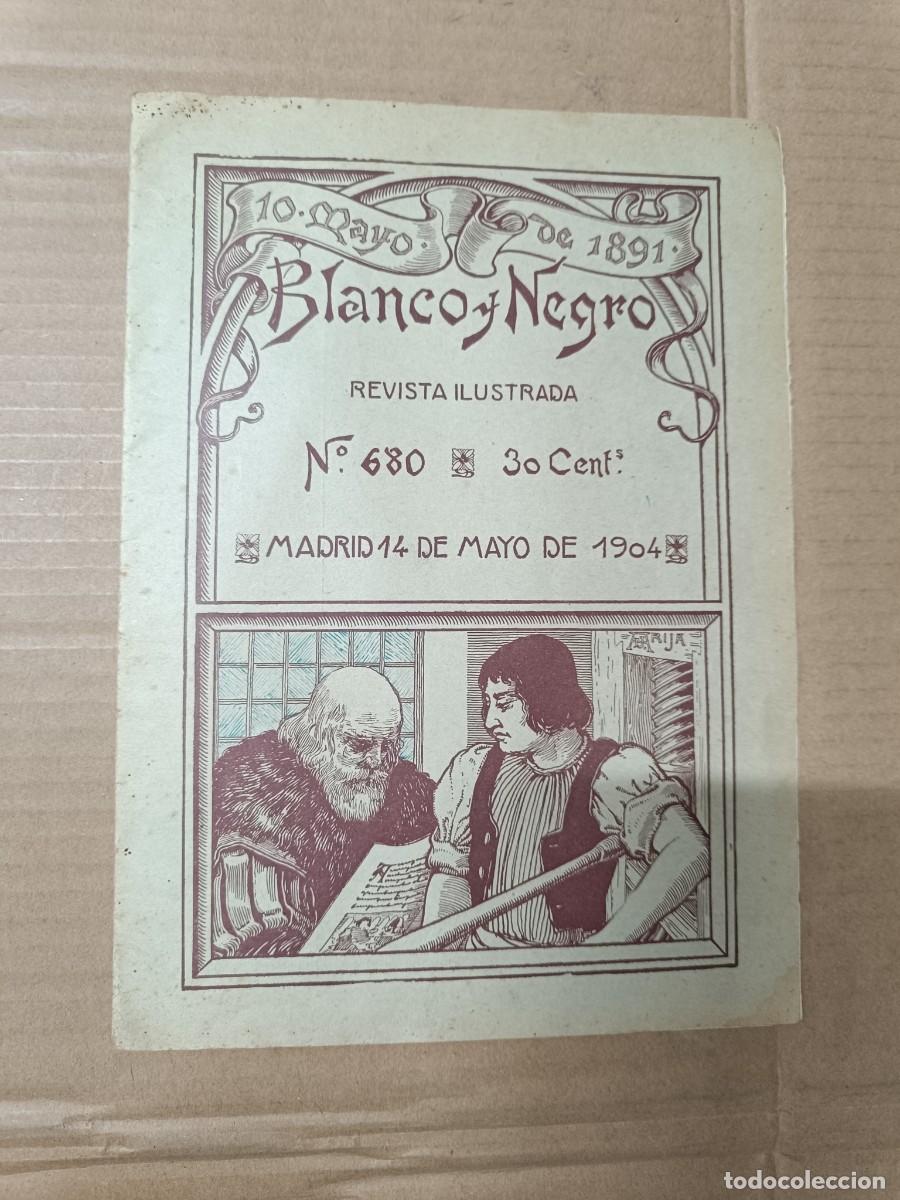 10. Mayo. de 1891.
Blanco y Negro
REVISTA ILUSTRADA
Nº. 680 30 Cent.s
MADRID 14 DE MAYO DE 1904
ARIJA
todocoleccion